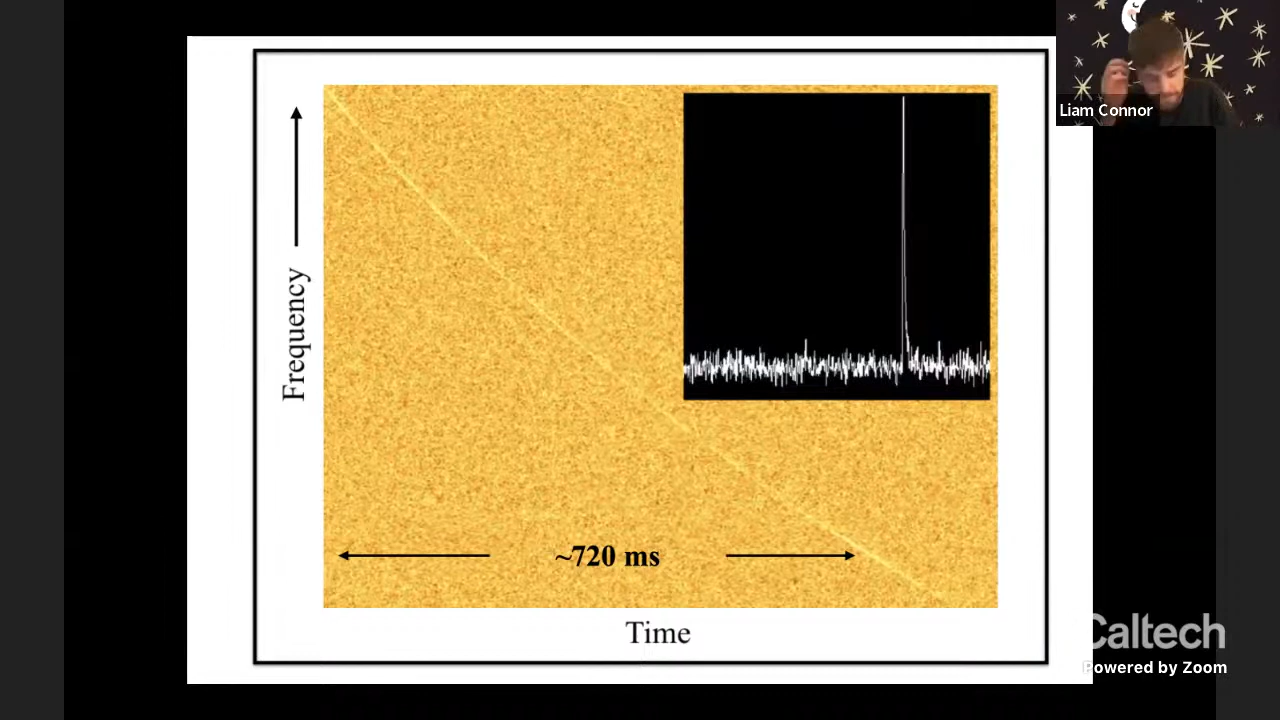 Liam Connor
Frequency
~720 ms
Time
Caltech
Powered by Zoom